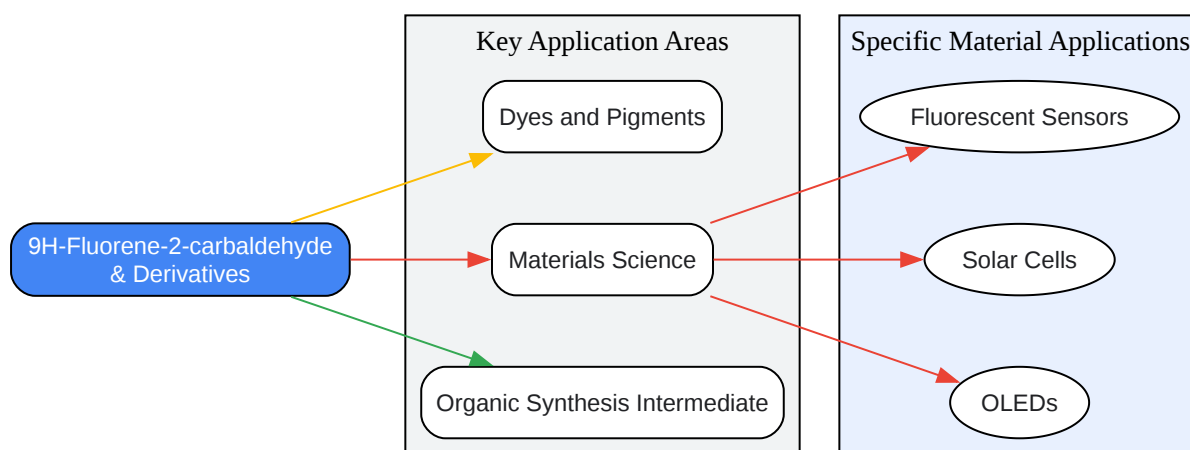 Key Application Areas
Specific Material Applications
Dyes and Pigments
Fluorescent Sensors
9H-Fluorene-2-carbaldehyde
& Derivatives
Materials Science
Solar Cells
Organic Synthesis Intermediate
OLEDs